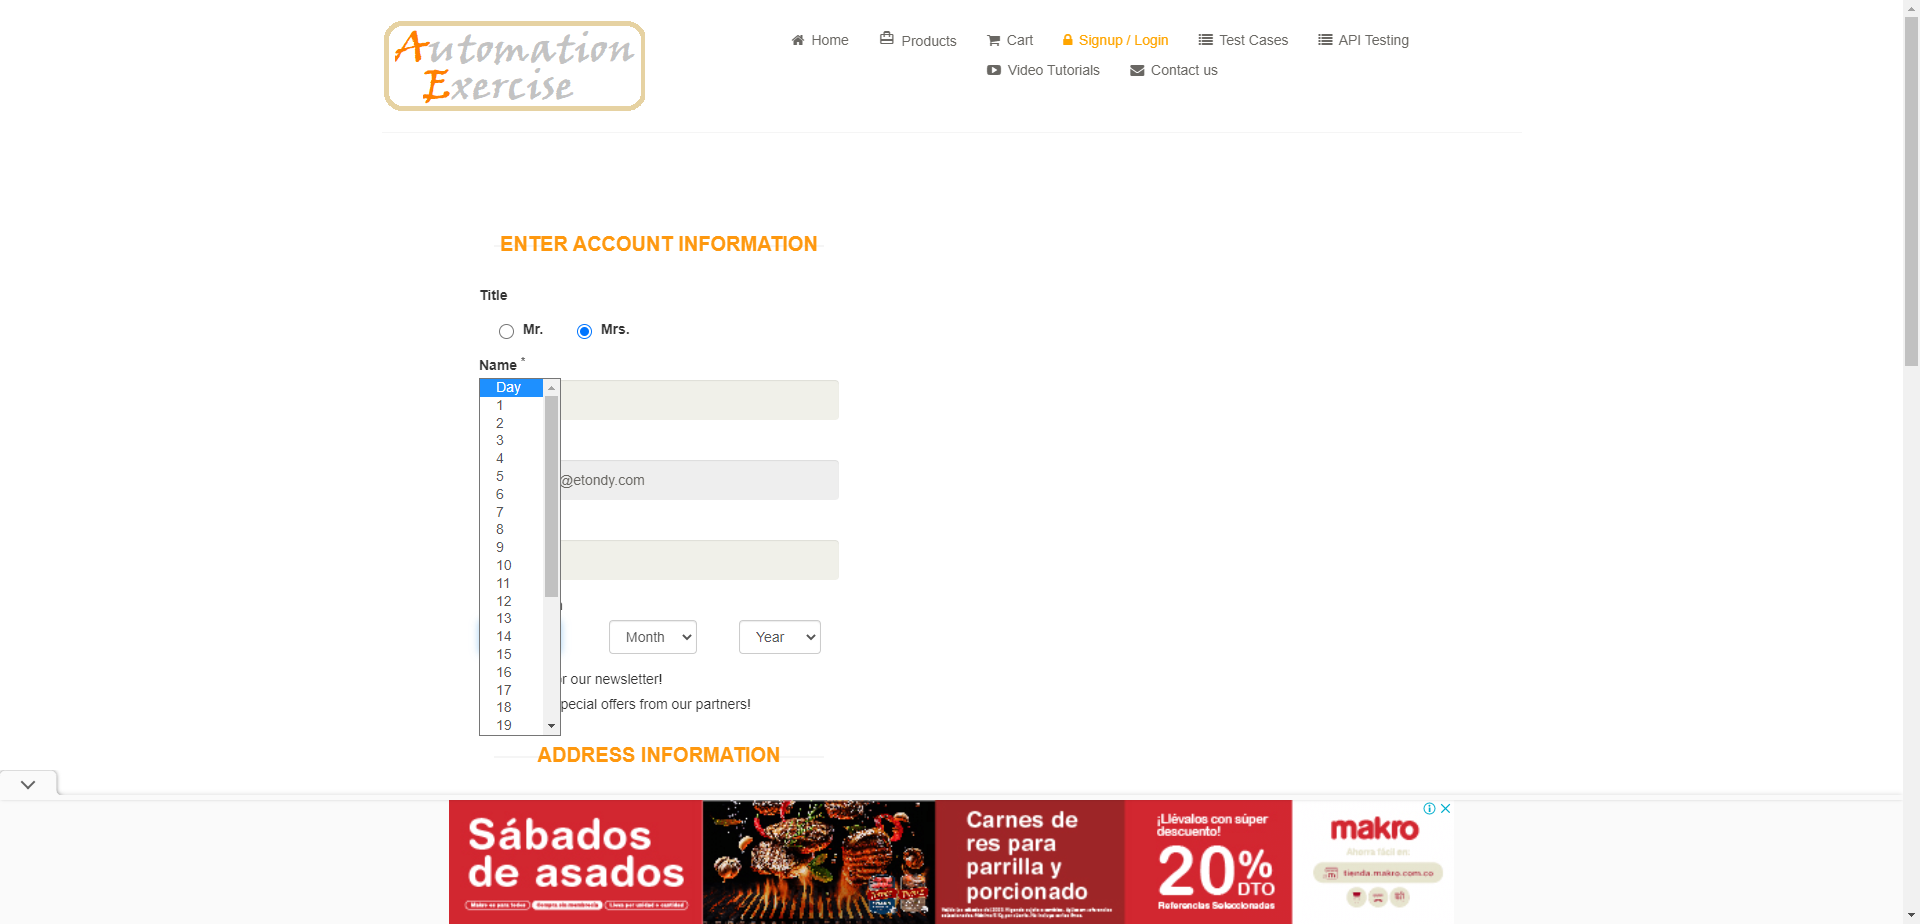 Automation
Exercise
Home
Products
Cart
Signup / Login
Test Cases
API Testing
Video Tutorials
Contact us
ENTER ACCOUNT INFORMATION
Title
Mr.
Mrs.
Name *
Day
1
2
3
4
5
@etondy.com
6
7
8
9
10
11
12
13
14
Month
Year
15
16
or our newsletter!
17
18
pecial offers from our partners!
19
ADDRESS INFORMATION
Sábados
de asados
Carnes de
res para
parrilla y
porcionado
¡Llévalos con súper
descuento!
20%
DTO
Referencias Seleccionadas
makro
Ahorra fácil en:
tienda.makro.com.co